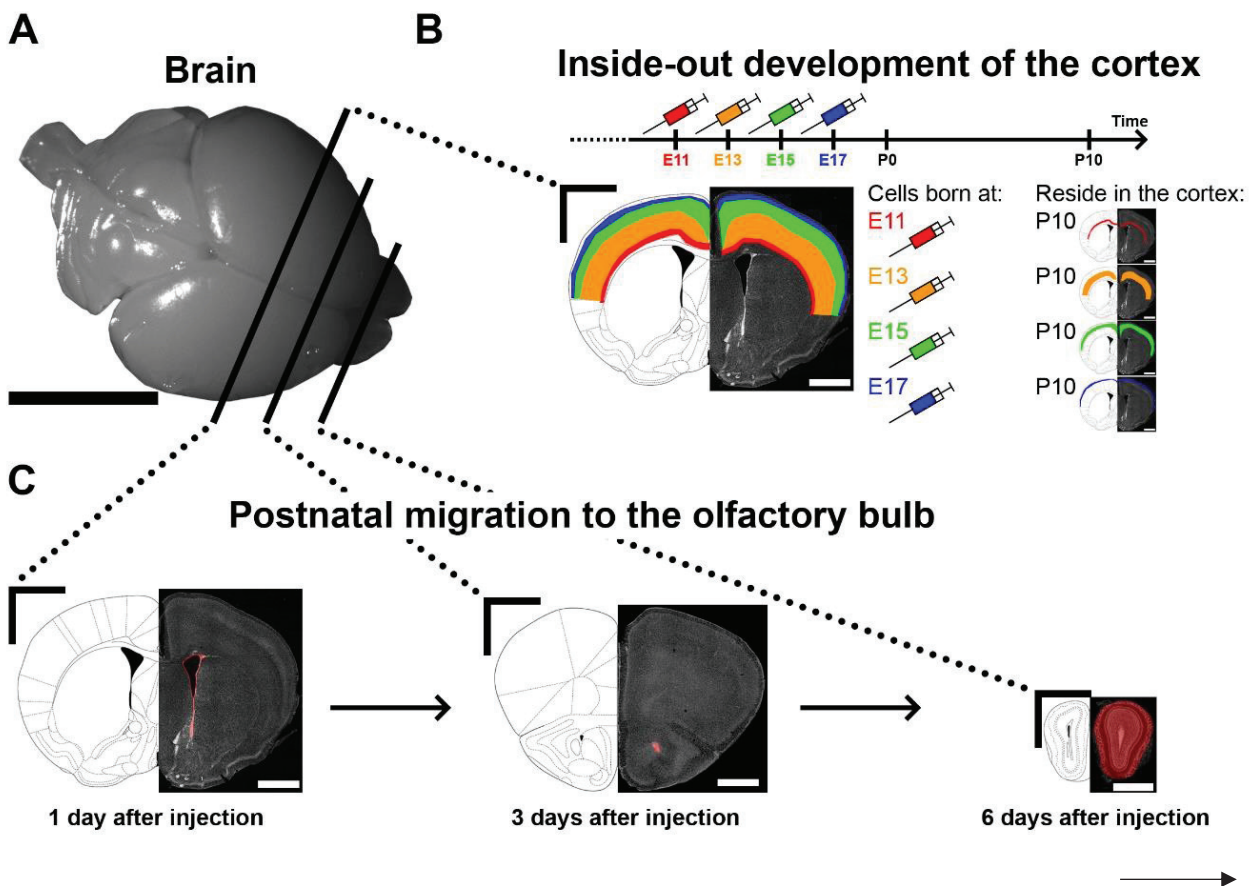 A
Brain
B
Inside-out development of the cortex
Time
E11 E13 E15 E17 P0 P10
Cells born at: Reside in the cortex:
E11 P10
E13 P10
E15 P10
E17 P10
C
Postnatal migration to the olfactory bulb
1 day after injection 3 days after injection 6 days after injection